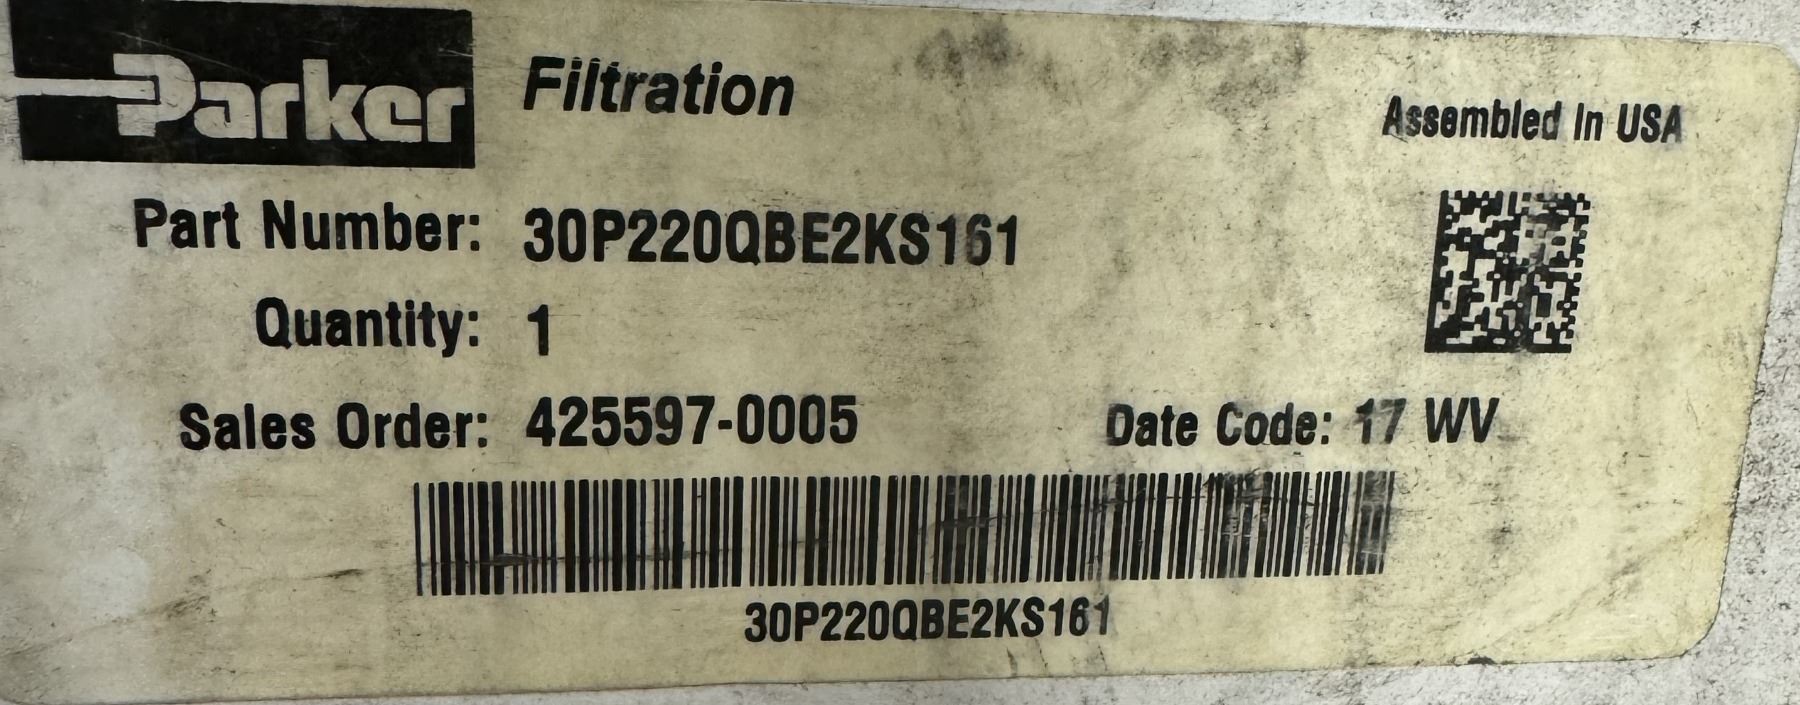 Parker Filtration
Assembled In USA
Part Number: 30P220QBE2KS161
Quantity: 1
Sales Order: 425597-0005
Date Code: 17 WV
30P220QBE2KS161